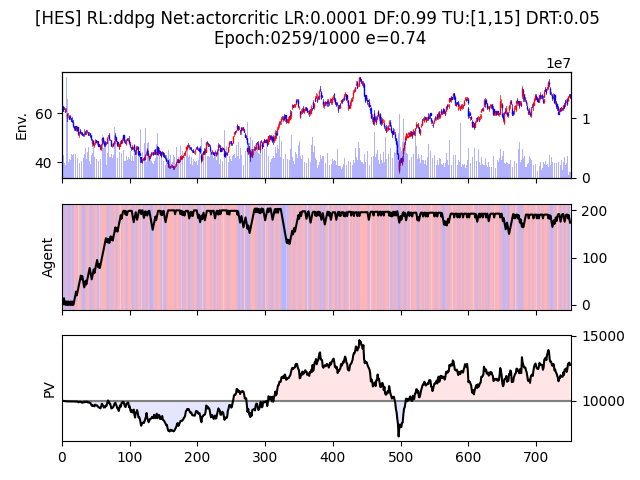 [HES] RL:ddpg Net:actorcritic LR:0.0001 DF:0.99 TU:[1,15] DRT:0.05
Epoch:0259/1000 e=0.74
1e7
60
40
Env.
1
0
Agent
200
100
0
PV
15000
10000
0 100 200 300 400 500 600 700